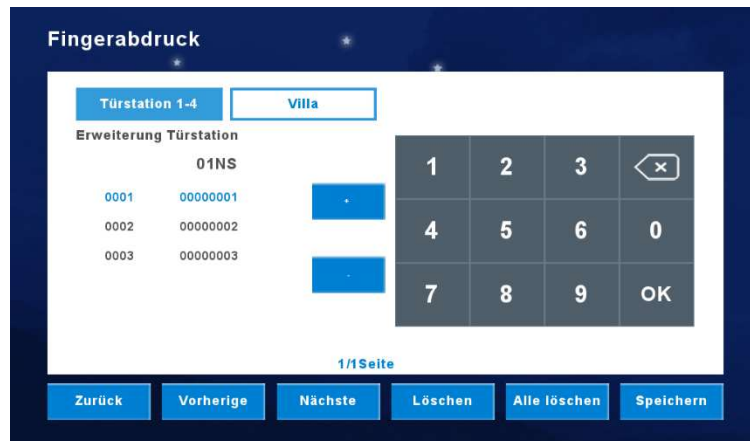 Fingerabdruck
Türstation 1-4 Villa
Erweiterung Türstation
01NS
0001 00000001
0002 00000002
0003 00000003
+
-
1 2 3
4 5 6 0
7 8 9 OK
1/1Seite
Zurück Vorherige Nächste Löschen Alle löschen Speichern